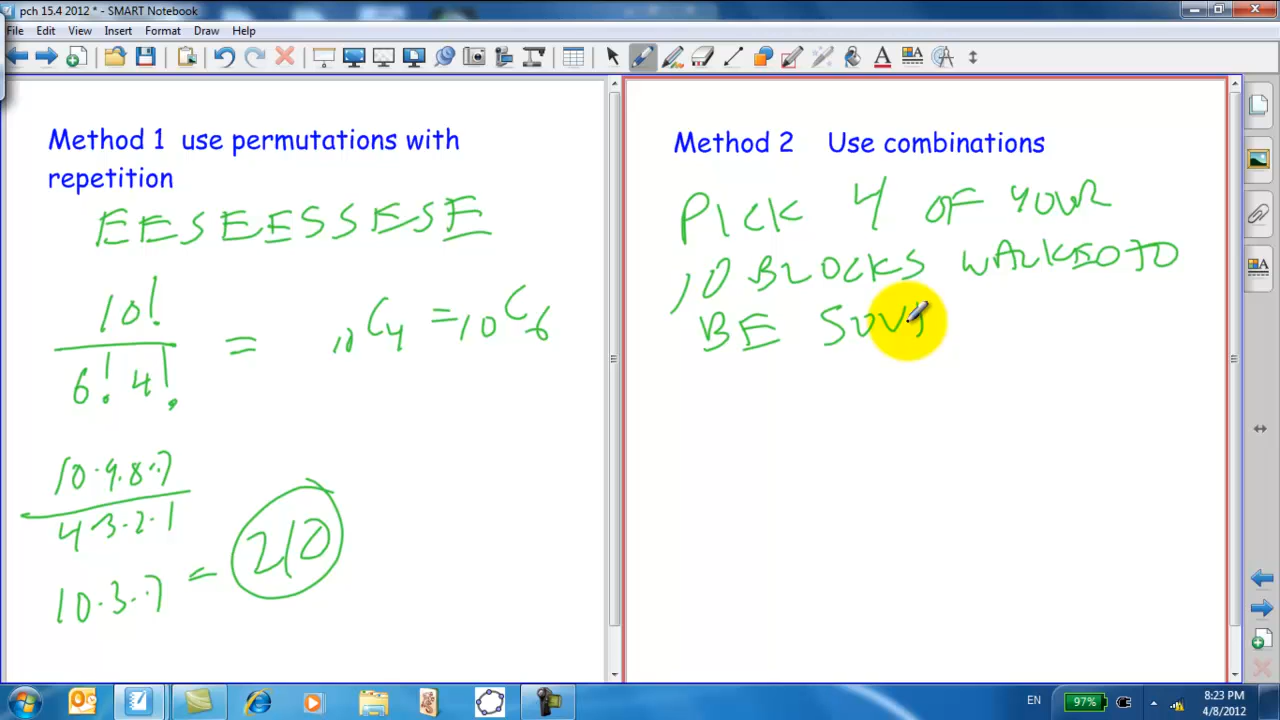 pch 15.4 2012 * - SMART Notebook
File Edit View Insert Format Draw Help
Method 1 use permutations with
repetition
EESEESSESE
10!
6! 4!
= 10C4 = 10C6
10·9·8·7
4·3·2·1
10·3·7 = 210
Method 2 Use combinations
PICK 4 OF YOUR
10 BLOCKS WALKED TO
BE SOUT
EN
97%
8:23 PM
4/8/2012